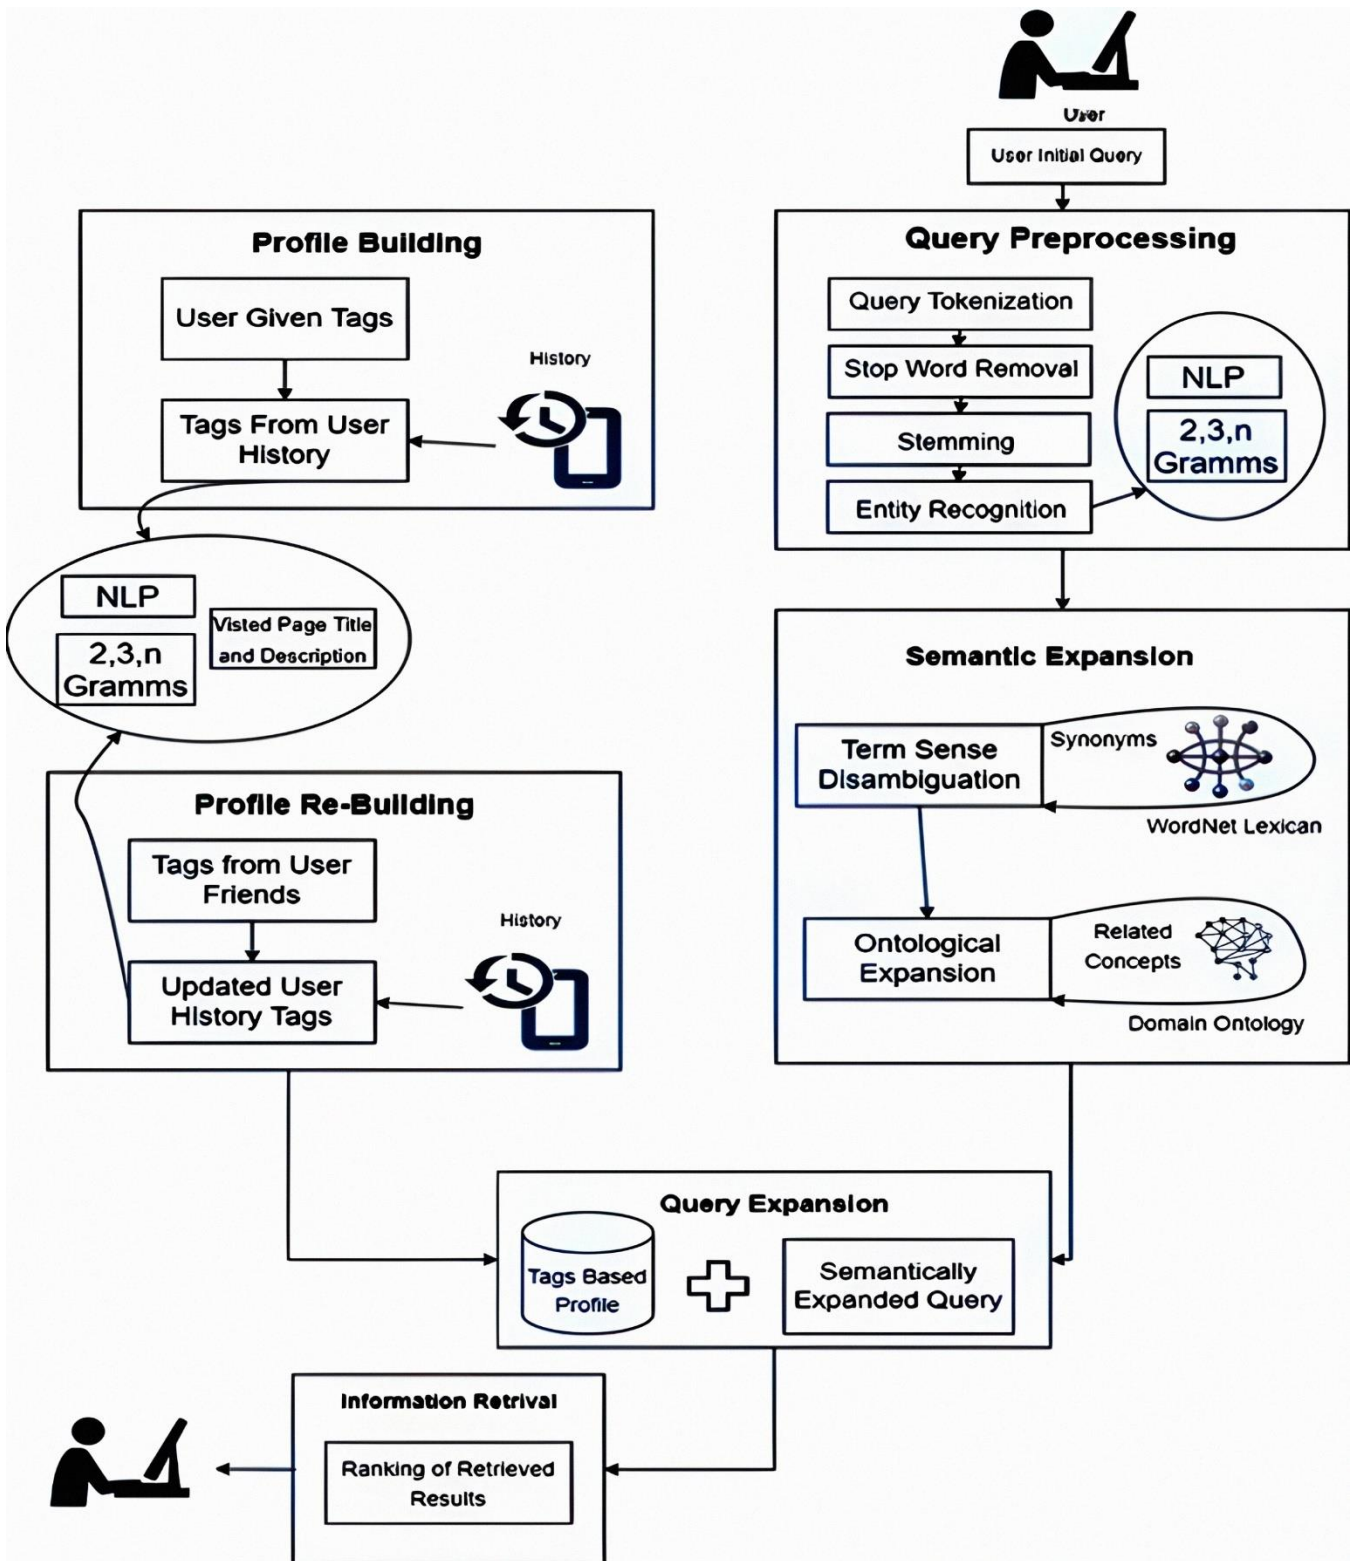 User
User Initial Query
Profile Building
User Given Tags
History
Tags From User
History
NLP
2,3,n
Gramms
Visted Page Title
and Description
Profile Re-Building
Tags from User
Friends
History
Updated User
History Tags
Query Preprocessing
Query Tokenization
Stop Word Removal
Stemming
Entity Recognition
NLP
2,3,n
Gramms
Semantic Expansion
Term Sense
Disambiguation
Synonyms
WordNet Lexican
Ontological
Expansion
Related
Concepts
Domain Ontology
Query Expansion
Tags Based
Profile
Semantically
Expanded Query
Information Retrival
Ranking of Retrieved
Results